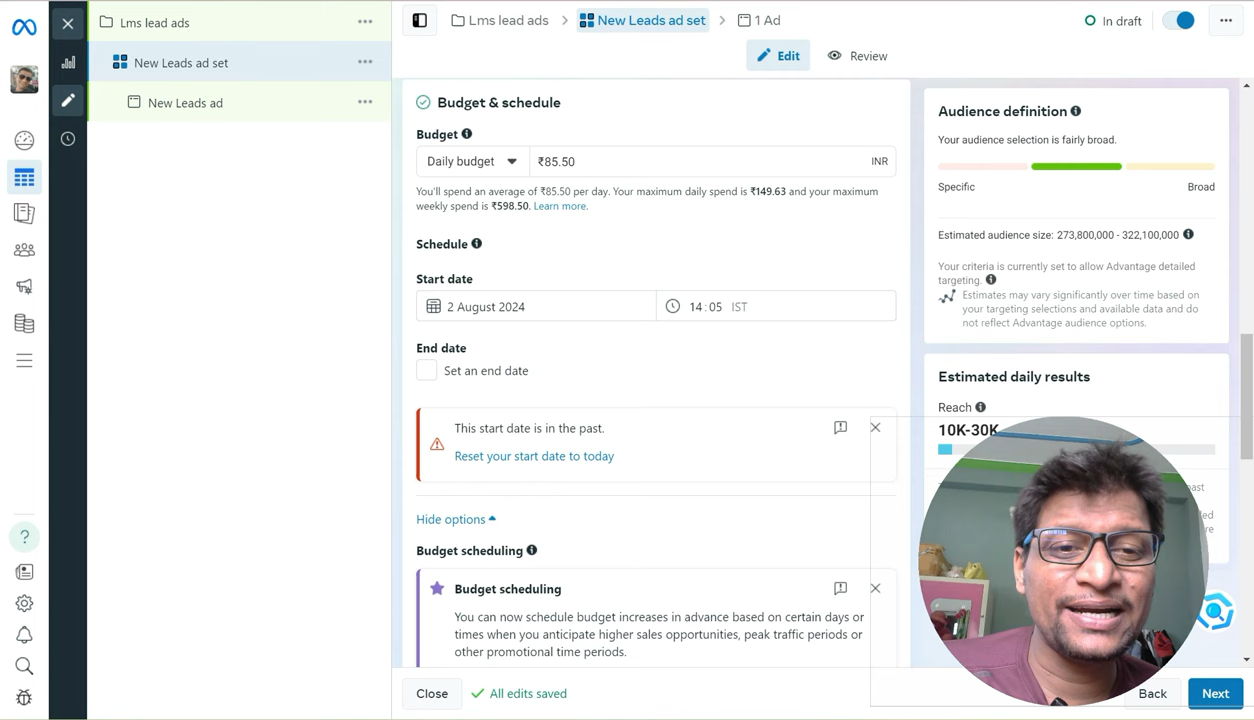 Lms lead ads
New Leads ad set
New Leads ad
Lms lead ads
New Leads ad set
1 Ad
In draft
Edit
Review
Budget & schedule
Budget
Daily budget
₹85.50
INR
You'll spend an average of ₹85.50 per day. Your maximum daily spend is ₹149.63 and your maximum
weekly spend is ₹598.50. Learn more.
Schedule
Start date
2 August 2024
14:05 IST
End date
Set an end date
This start date is in the past.
Reset your start date to today
Hide options
Budget scheduling
Budget scheduling
You can now schedule budget increases in advance based on certain days or
times when you anticipate higher sales opportunities, peak traffic periods or
other promotional time periods.
Close
All edits saved
Back
Next
Audience definition
Your audience selection is fairly broad.
Specific
Broad
Estimated audience size: 273,800,000 - 322,100,000
Your criteria is currently set to allow Advantage detailed
targeting.
Estimates may vary significantly over time based on
your targeting selections and available data and do
not reflect Advantage audience options.
Estimated daily results
Reach
10K-30K
past